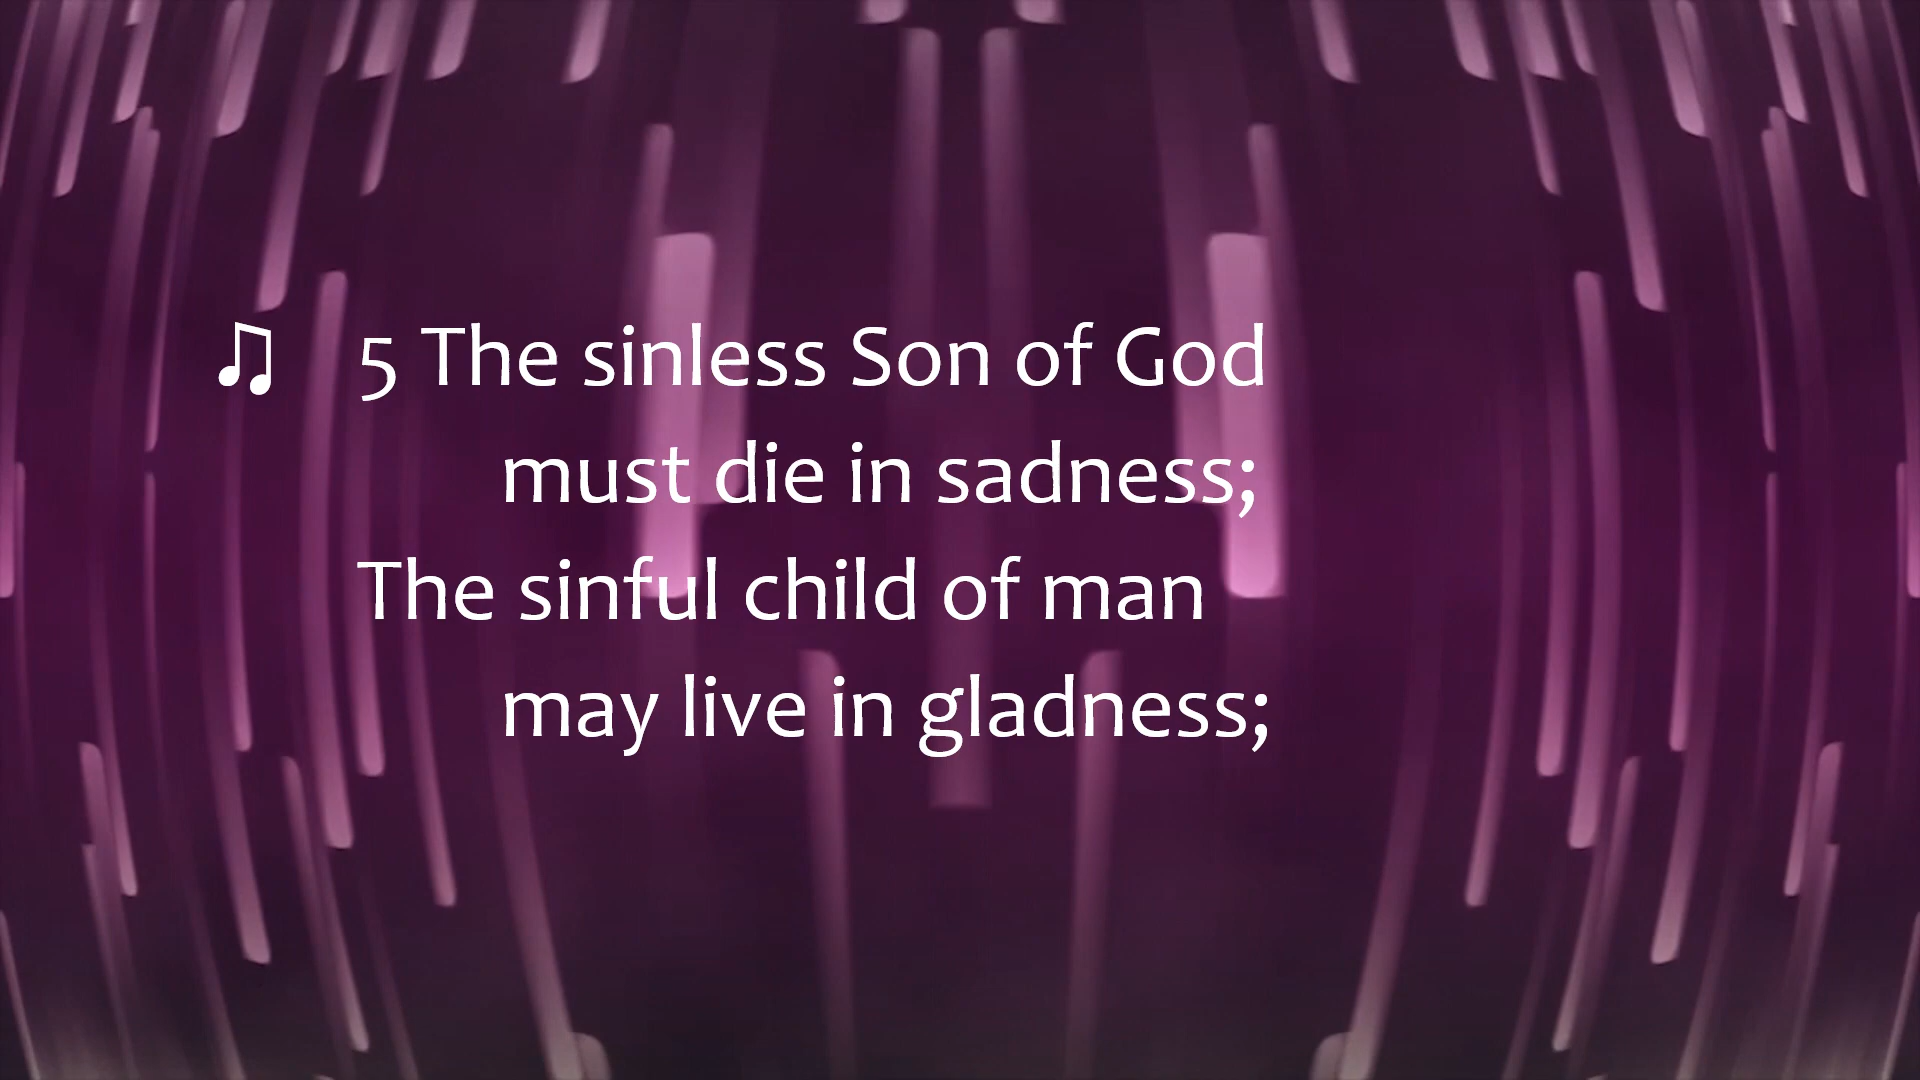 ♫ 5 The sinless Son of God
must die in sadness;
The sinful child of man
may live in gladness;